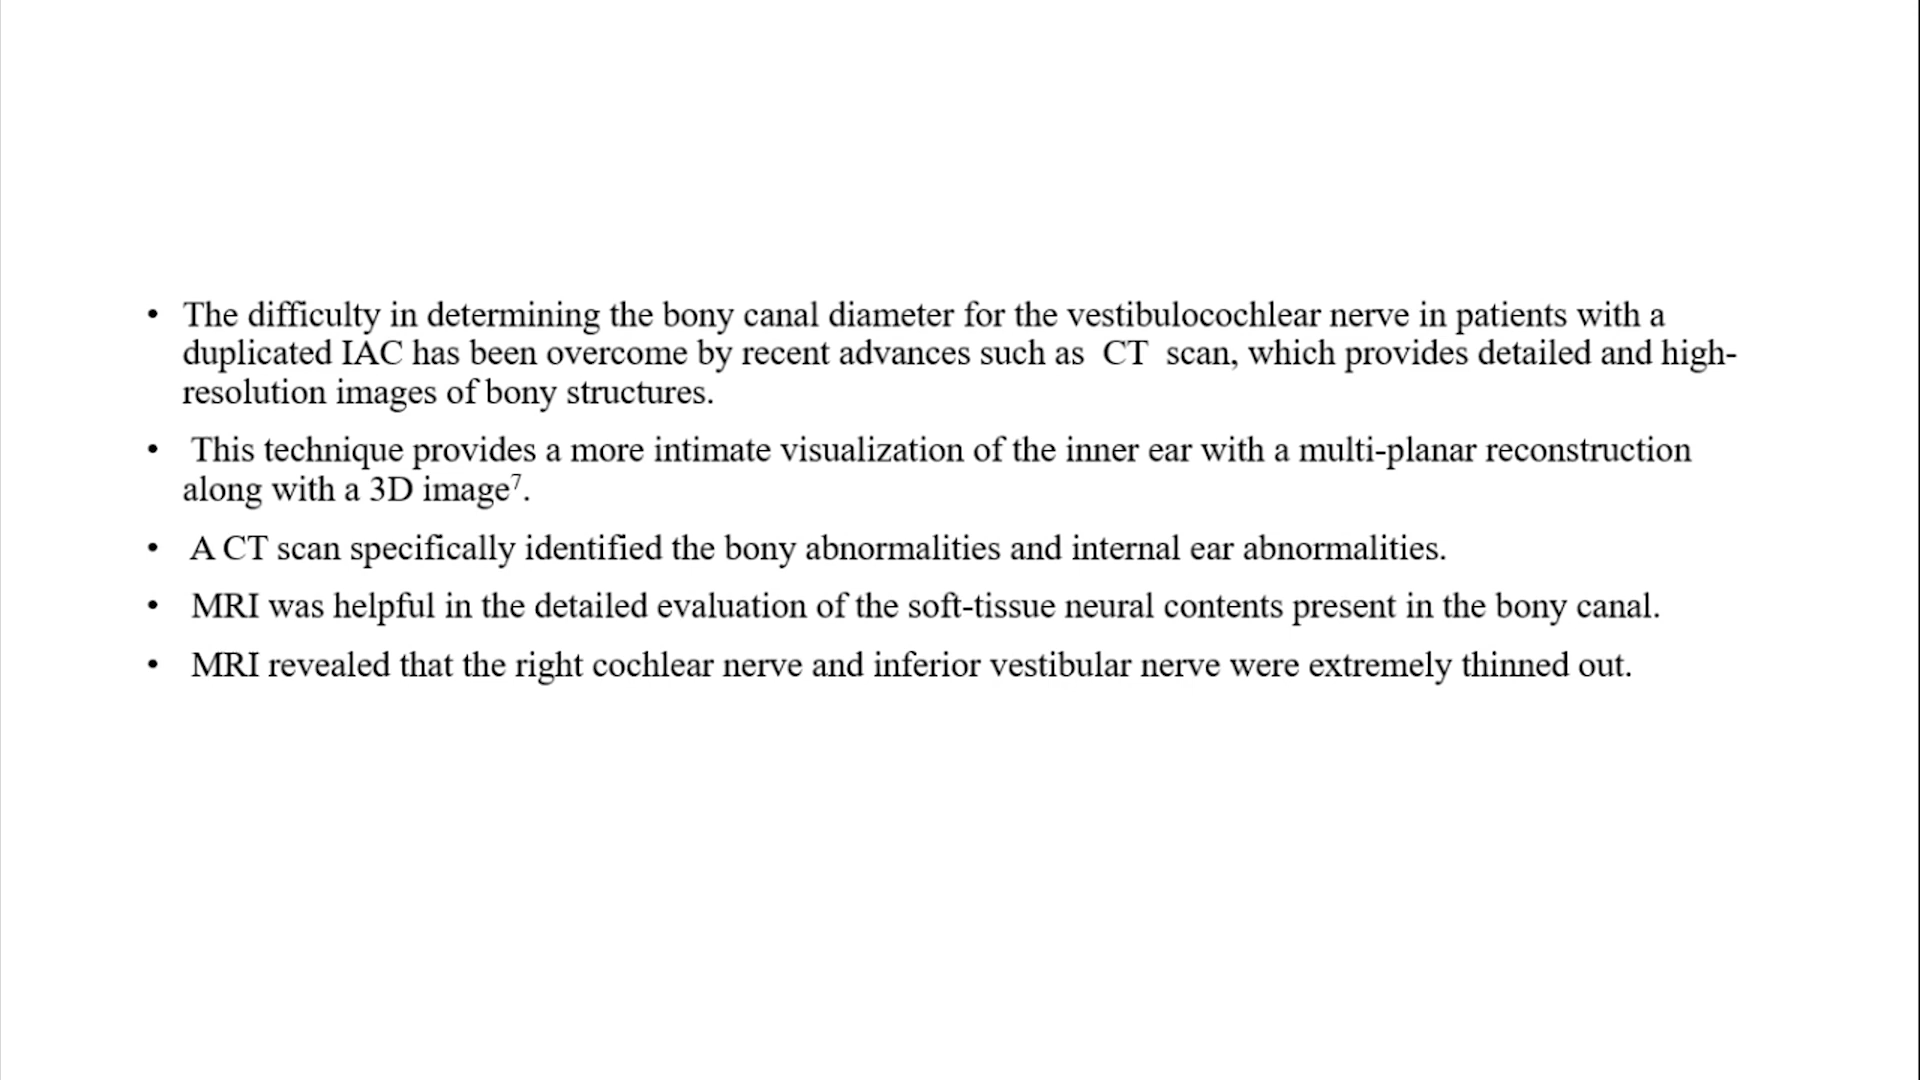 • The difficulty in determining the bony canal diameter for the vestibulocochlear nerve in patients with a
duplicated IAC has been overcome by recent advances such as CT scan, which provides detailed and high-
resolution images of bony structures.
• This technique provides a more intimate visualization of the inner ear with a multi-planar reconstruction
along with a 3D image⁷.
• A CT scan specifically identified the bony abnormalities and internal ear abnormalities.
• MRI was helpful in the detailed evaluation of the soft-tissue neural contents present in the bony canal.
• MRI revealed that the right cochlear nerve and inferior vestibular nerve were extremely thinned out.